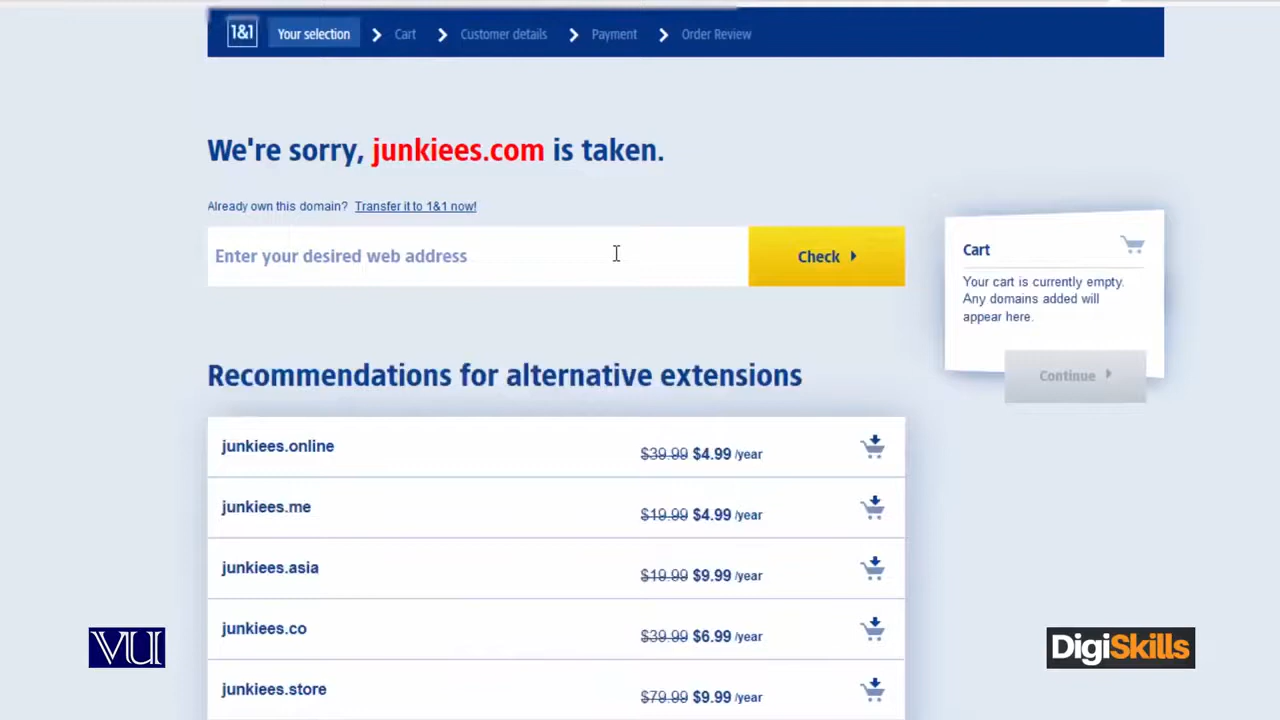 1&1 Your selection Cart Customer details Payment Order Review
We're sorry, junkiees.com is taken.
Already own this domain? Transfer it to 1&1 now!
Enter your desired web address
Check
Cart
Your cart is currently empty.
Any domains added will
appear here.
Continue
Recommendations for alternative extensions
junkiees.online $39.99 $4.99 /year
junkiees.me $19.99 $4.99 /year
junkiees.asia $19.99 $9.99 /year
junkiees.co $39.99 $6.99 /year
junkiees.store $79.99 $9.99 /year
VU
DigiSkills